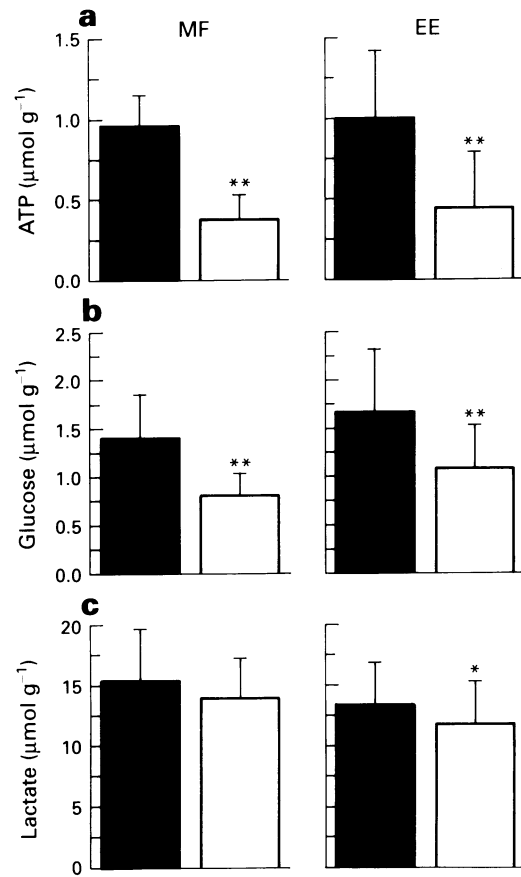 a
MF
EE
ATP (μmol g⁻¹)
1.5
1.0
0.5
0.0
**
**
b
Glucose (μmol g⁻¹)
2.5
2.0
1.5
1.0
0.5
0.0
**
**
c
Lactate (μmol g⁻¹)
20
15
10
5
0
*